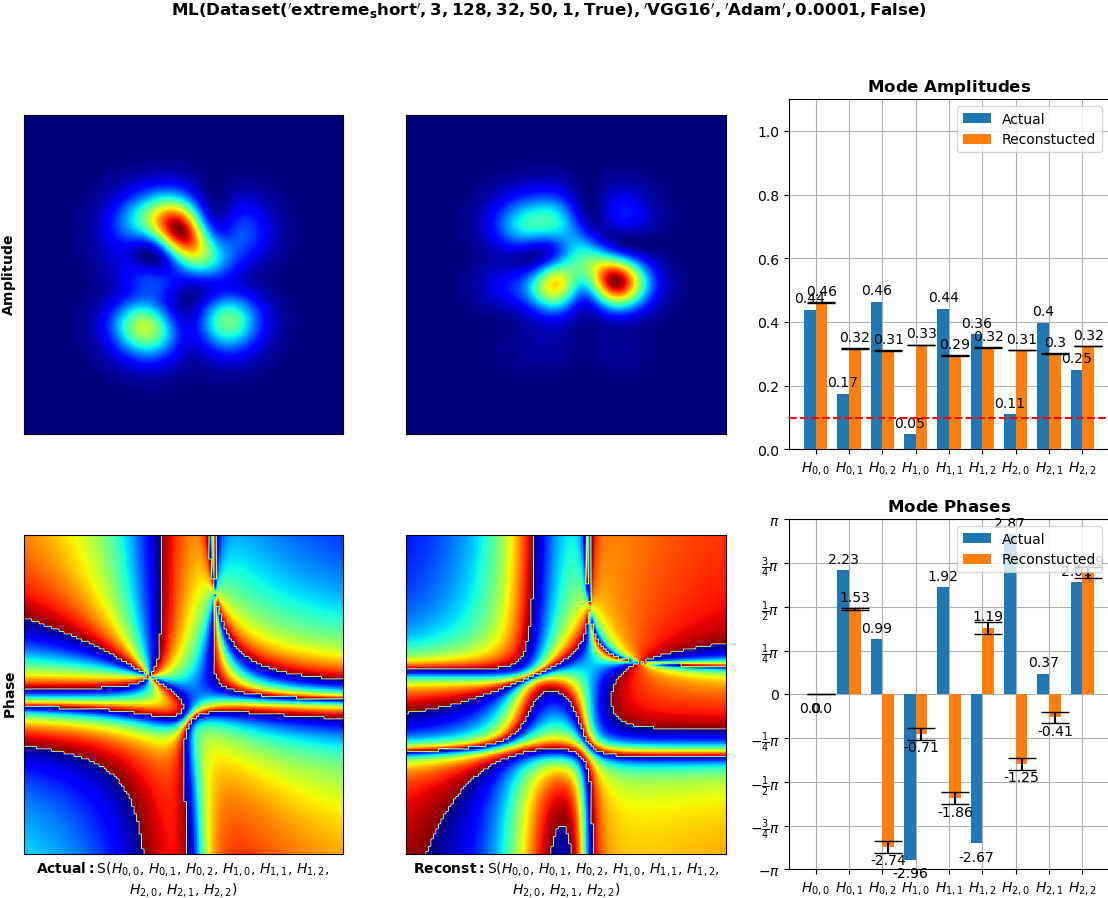 ML(Dataset('extreme_short', 3, 128, 32, 50, 1, True), 'VGG16', 'Adam', 0.0001, False)
Amplitude
Mode Amplitudes
Actual
Reconstucted
1.0
0.8
0.6
0.4
0.2
0.0
0.44
0.46
0.17
0.32
0.46
0.31
0.05
0.33
0.44
0.29
0.36
0.32
0.11
0.31
0.4
0.3
0.25
0.32
H0,0 H0,1 H0,2 H1,0 H1,1 H1,2 H2,0 H2,1 H2,2
Phase
Mode Phases
Actual
Reconstucted
π
3/4π
1/2π
1/4π
0
−1/4π
−1/2π
−3/4π
−π
0.0
0.0
2.23
1.53
0.99
-2.74
-2.96
-0.71
1.92
-1.86
-2.67
1.19
2.87
-1.25
0.37
-0.41
H0,0 H0,1 H0,2 H1,0 H1,1 H1,2 H2,0 H2,1 H2,2
Actual: S(H0,0, H0,1, H0,2, H1,0, H1,1, H1,2,
H2,0, H2,1, H2,2)
Reconst: S(H0,0, H0,1, H0,2, H1,0, H1,1, H1,2,
H2,0, H2,1, H2,2)